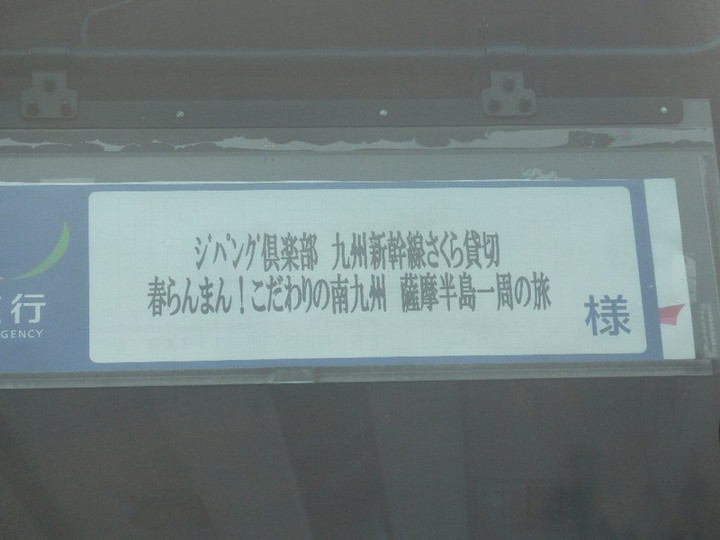 ｼﾞﾊﾟﾝｸﾞ倶楽部 九州新幹線さくら貸切
春らんまん！こだわりの南九州 薩摩半島一周の旅
様
行
GENCY